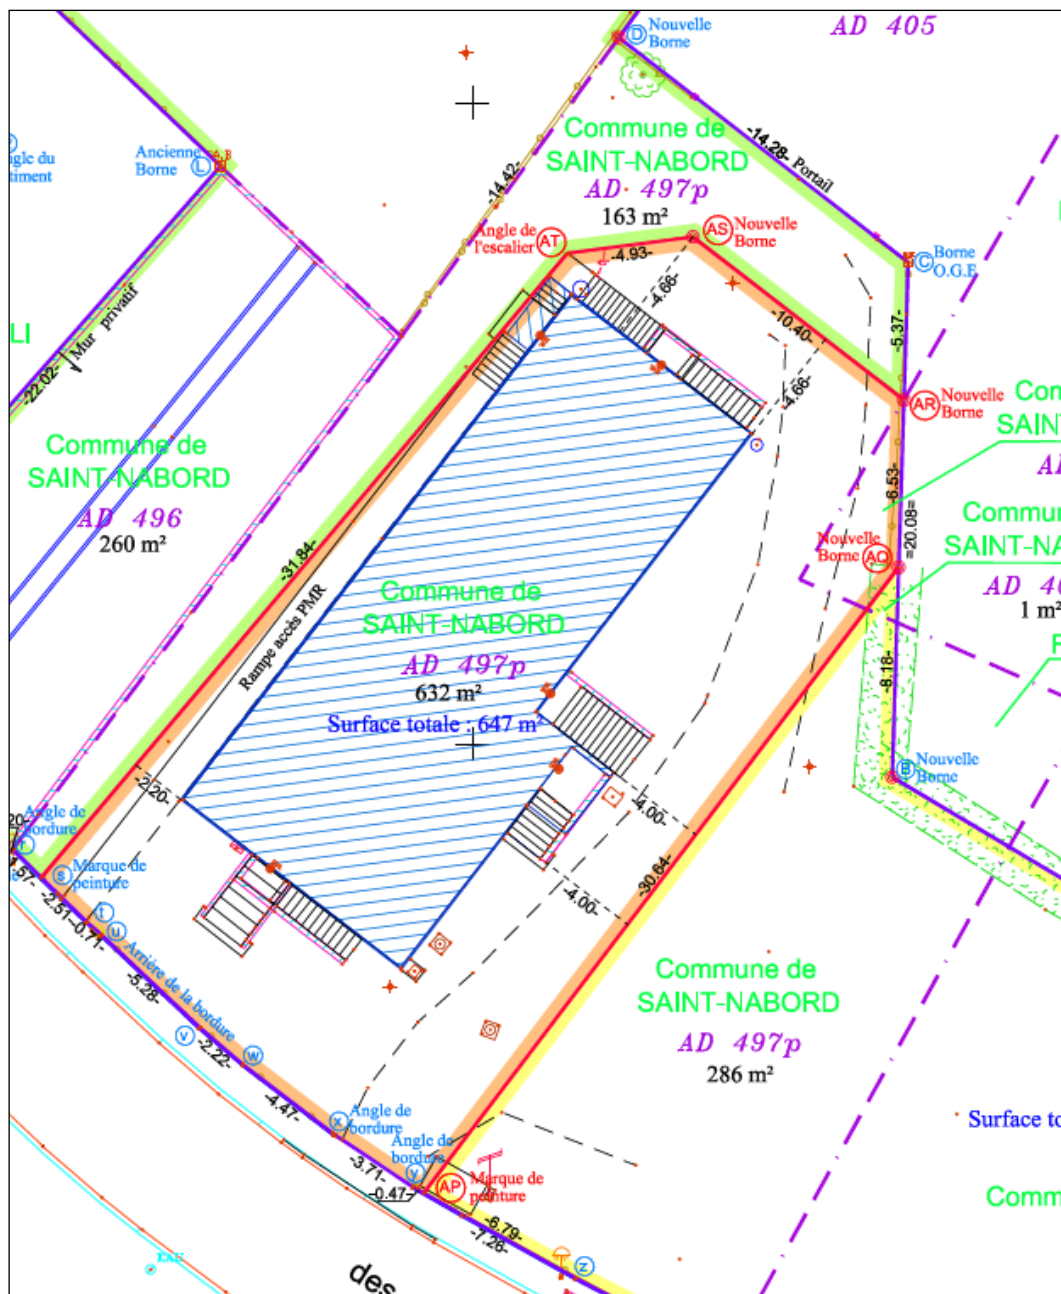 AD 405
D
Nouvelle
Borne
-14.28-
Portail
Commune de
SAINT-NABORD
AD 497p
163 m²
Ancienne
Borne
L
-14.42-
Angle de
l'escalier
AT
AS
Nouvelle
Borne
-4.93-
-4.66-
C
Borne
O.G.E
-10.40-
-5.37-
-4.66-
AR
Nouvelle
Borne
Mur privatif
-22.02-
LI
Commune de
SAINT-NABORD
AD 496
260 m²
-31.84-
Rampe accès PMR
Commune de
SAINT-NABORD
AD 497p
632 m²
Surface totale : 647 m²
-6.53-
=20.08=
Nouvelle
Borne
AQ
1 m²
-8.18-
B
Nouvelle
Borne
-2.20-
Angle de
bordure
r
s
Marque de
peinture
-2.51-
-0.71-
t
u
Arrière de la bordure
-5.28-
v
-2.22-
w
-4.47-
x
Angle de
bordure
-3.71-
Angle de
bordure
y
-0.47-
AP
Marque de
peinture
-6.79-
-7.26-
z
-4.00-
-4.00-
-30.64-
Commune de
SAINT-NABORD
AD 497p
286 m²
EAU
des